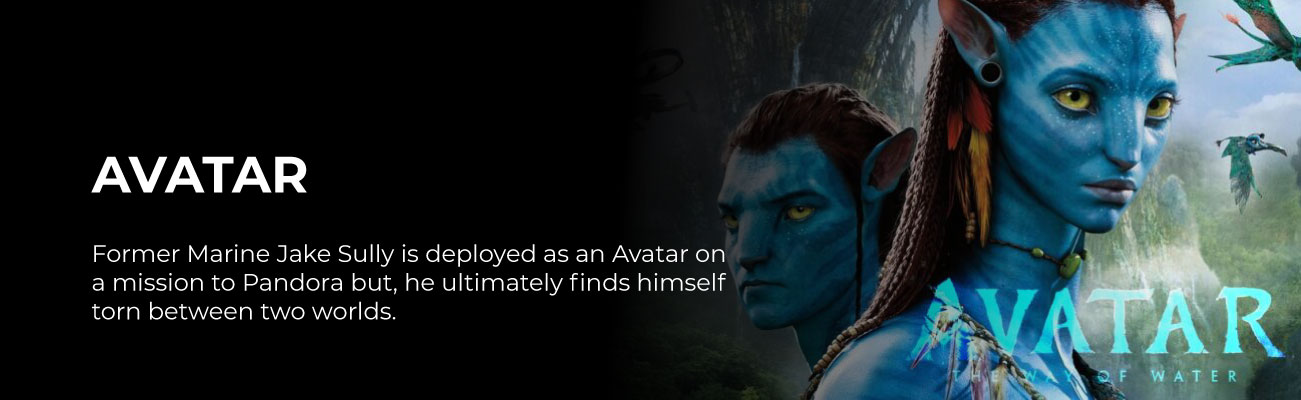 AVATAR
Former Marine Jake Sully is deployed as an Avatar on
a mission to Pandora but, he ultimately finds himself
torn between two worlds.
AVATAR
THE WAY OF WATER